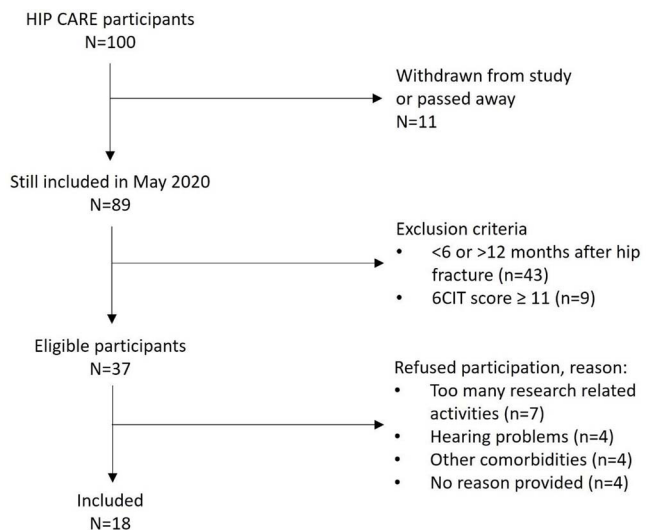 HIP CARE participants
N=100
Withdrawn from study
or passed away
N=11
Still included in May 2020
N=89
Exclusion criteria
• <6 or >12 months after hip
fracture (n=43)
• 6CIT score ≥ 11 (n=9)
Eligible participants
N=37
Refused participation, reason:
• Too many research related
activities (n=7)
• Hearing problems (n=4)
• Other comorbidities (n=4)
• No reason provided (n=4)
Included
N=18